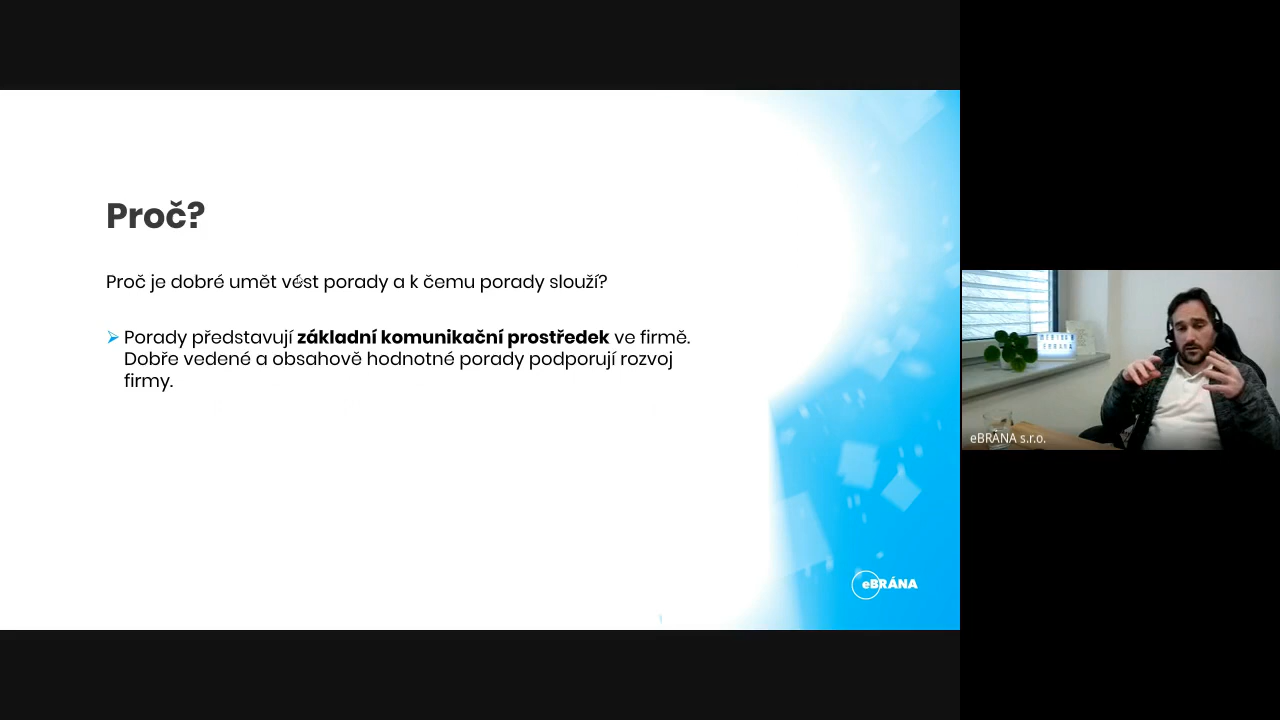 Proč?
Proč je dobré umět vést porady a k čemu porady slouží?
Porady představují základní komunikační prostředek ve firmě.
Dobře vedené a obsahově hodnotné porady podporují rozvoj
firmy.
eBRÁNA
eBRÁNA s.r.o.